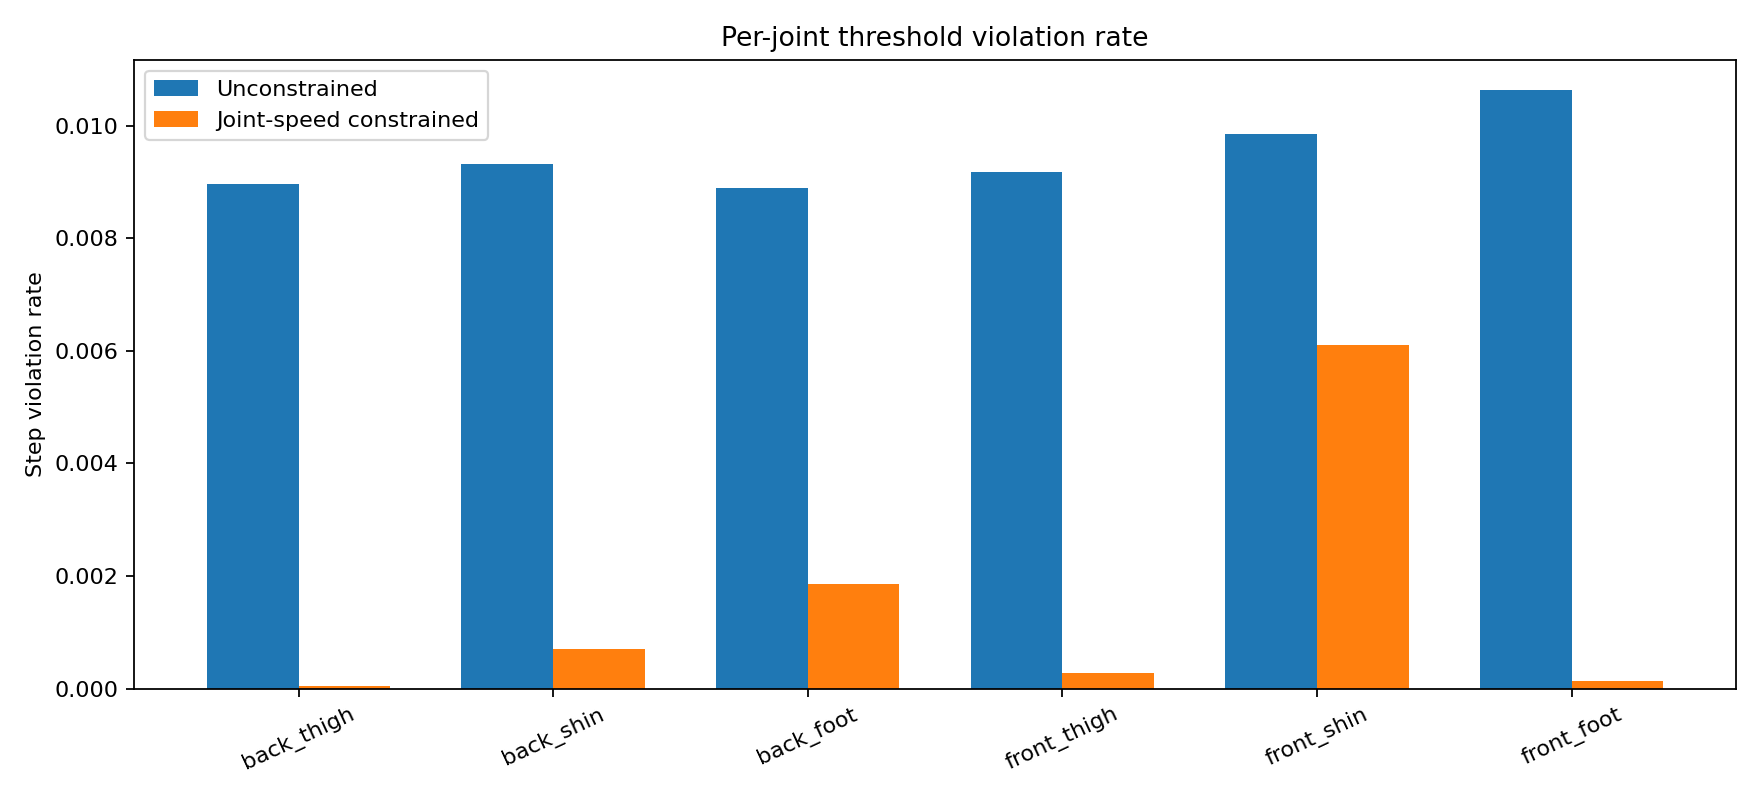 Per-joint threshold violation rate
Unconstrained
Joint-speed constrained
Step violation rate
0.010
0.008
0.006
0.004
0.002
0.000
back_thigh
back_shin
back_foot
front_thigh
front_shin
front_foot